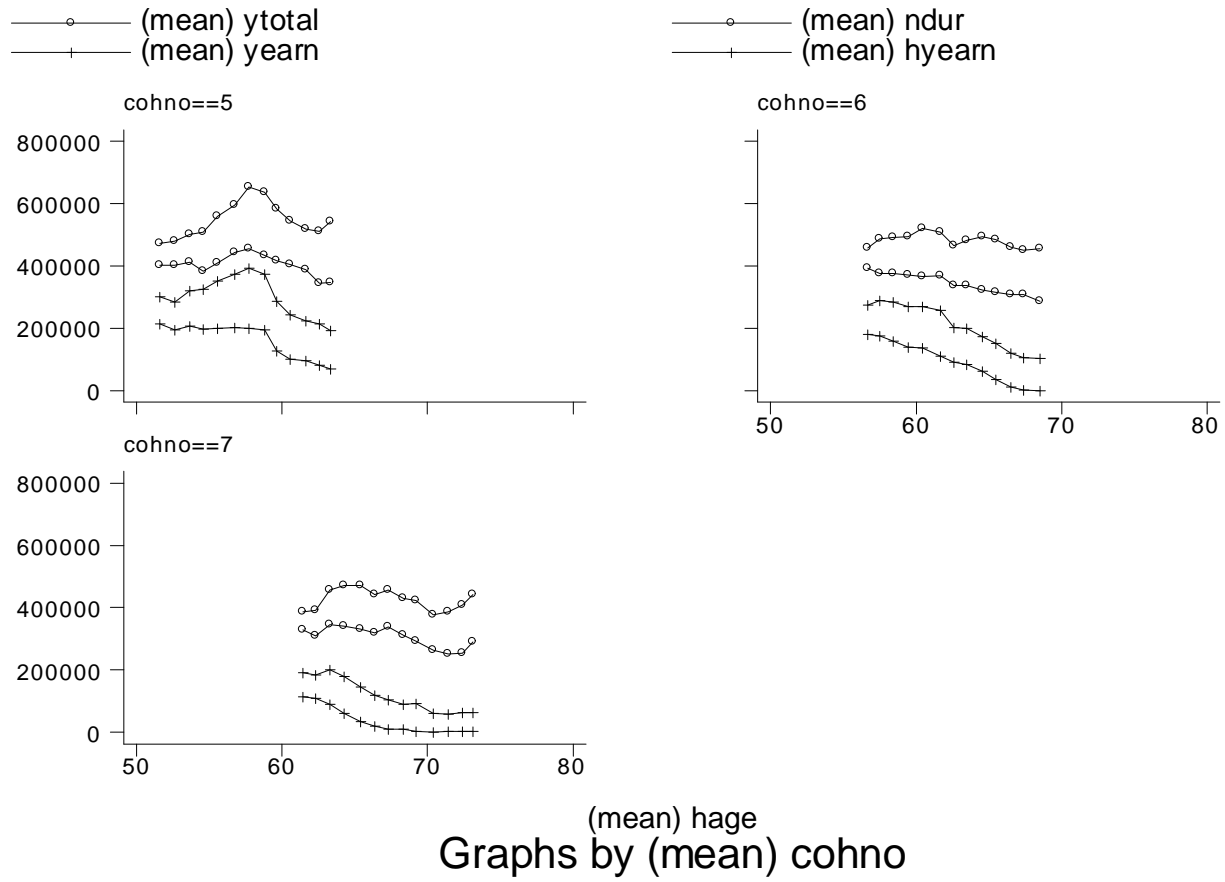 (mean) ytotal
(mean) ndur
(mean) yearn
(mean) hyearn
cohno==5
cohno==6
800000
600000
400000
200000
0
50 60 70 80
cohno==7
800000
600000
400000
200000
0
50 60 70 80
(mean) hage
Graphs by (mean) cohno